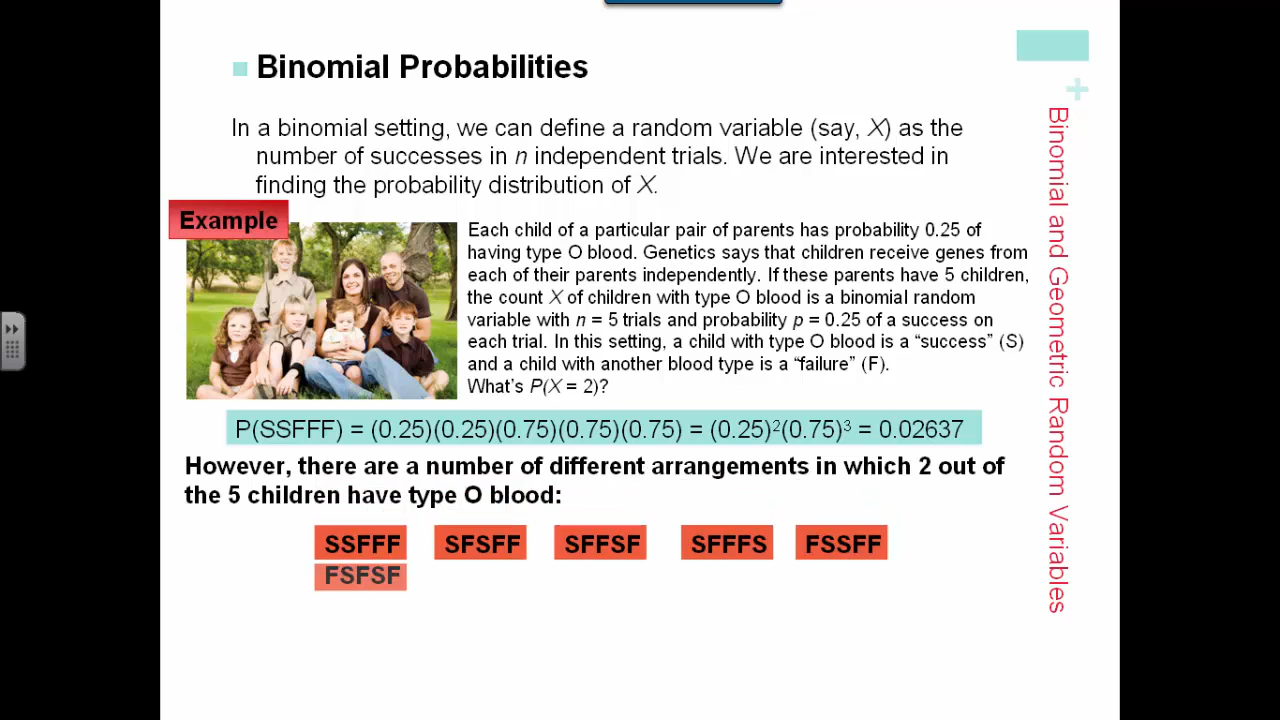 Binomial Probabilities
In a binomial setting, we can define a random variable (say, X) as the
number of successes in n independent trials. We are interested in
finding the probability distribution of X.
Example
Each child of a particular pair of parents has probability 0.25 of
having type O blood. Genetics says that children receive genes from
each of their parents independently. If these parents have 5 children,
the count X of children with type O blood is a binomial random
variable with n = 5 trials and probability p = 0.25 of a success on
each trial. In this setting, a child with type O blood is a “success” (S)
and a child with another blood type is a “failure” (F).
What’s P(X = 2)?
P(SSFFF) = (0.25)(0.25)(0.75)(0.75)(0.75) = (0.25)²(0.75)³ = 0.02637
However, there are a number of different arrangements in which 2 out of
the 5 children have type O blood:
SSFFF SFSFF SFFSF SFFFS FSSFF
FSFSF
+
Binomial and Geometric Random Variables